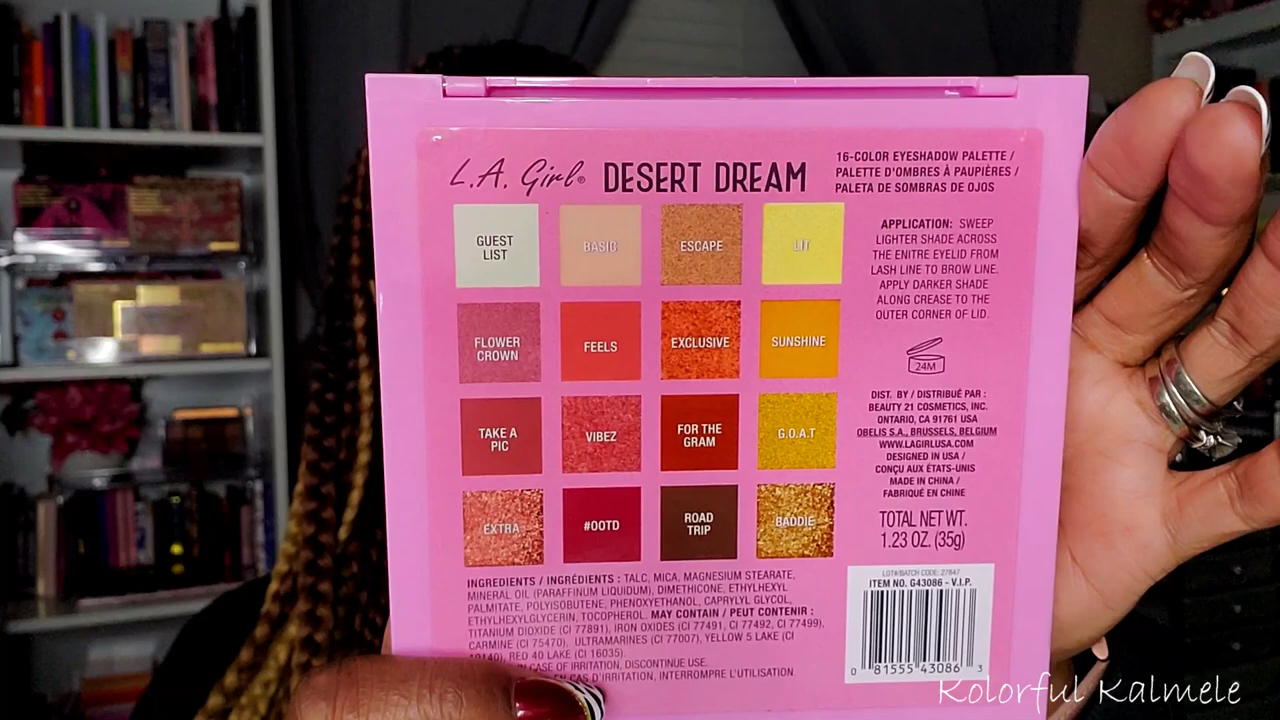 L.A. Girl® DESERT DREAM
16-COLOR EYESHADOW PALETTE /
PALETTE D'OMBRES À PAUPIÈRES /
PALETA DE SOMBRAS DE OJOS
GUEST
LIST
BASIC
ESCAPE
LIT
FLOWER
CROWN
FEELS
EXCLUSIVE
SUNSHINE
TAKE A
PIC
VIBEZ
FOR THE
GRAM
G.O.A.T
EXTRA
#OOTD
ROAD
TRIP
BADDIE
APPLICATION: SWEEP
LIGHTER SHADE ACROSS
THE ENITRE EYELID FROM
LASH LINE TO BROW LINE.
APPLY DARKER SHADE
ALONG CREASE TO THE
OUTER CORNER OF LID.
24M
DIST. BY / DISTRIBUÉ PAR :
BEAUTY 21 COSMETICS, INC.
ONTARIO, CA 91761 USA
OBELIS S.A., BRUSSELS, BELGIUM
WWW.LAGIRLUSA.COM
DESIGNED IN USA /
CONÇU AUX ÉTATS-UNIS
MADE IN CHINA /
FABRIQUÉ EN CHINE
TOTAL NET WT.
1.23 OZ. (35g)
INGREDIENTS / INGRÉDIENTS : TALC, MICA, MAGNESIUM STEARATE,
MINERAL OIL (PARAFFINUM LIQUIDUM), DIMETHICONE, ETHYLHEXYL
PALMITATE, POLYISOBUTENE, PHENOXYETHANOL, CAPRYLYL GLYCOL,
ETHYLHEXYLGLYCERIN, TOCOPHEROL. MAY CONTAIN / PEUT CONTENIR :
TITANIUM DIOXIDE (CI 77891), IRON OXIDES (CI 77491, CI 77492, CI 77499),
CARMINE (CI 75470), ULTRAMARINES (CI 77007), YELLOW 5 LAKE (CI
19140), RED 40 LAKE (CI 16035).
IN CASE OF IRRITATION, DISCONTINUE USE.
EN CAS D'IRRITATION, INTERROMPRE L'UTILISATION.
LOT#/BATCH CODE: 27847
ITEM NO. G43086 - V.I.P.
0 81555 43086 3
Kolorful Kalmele